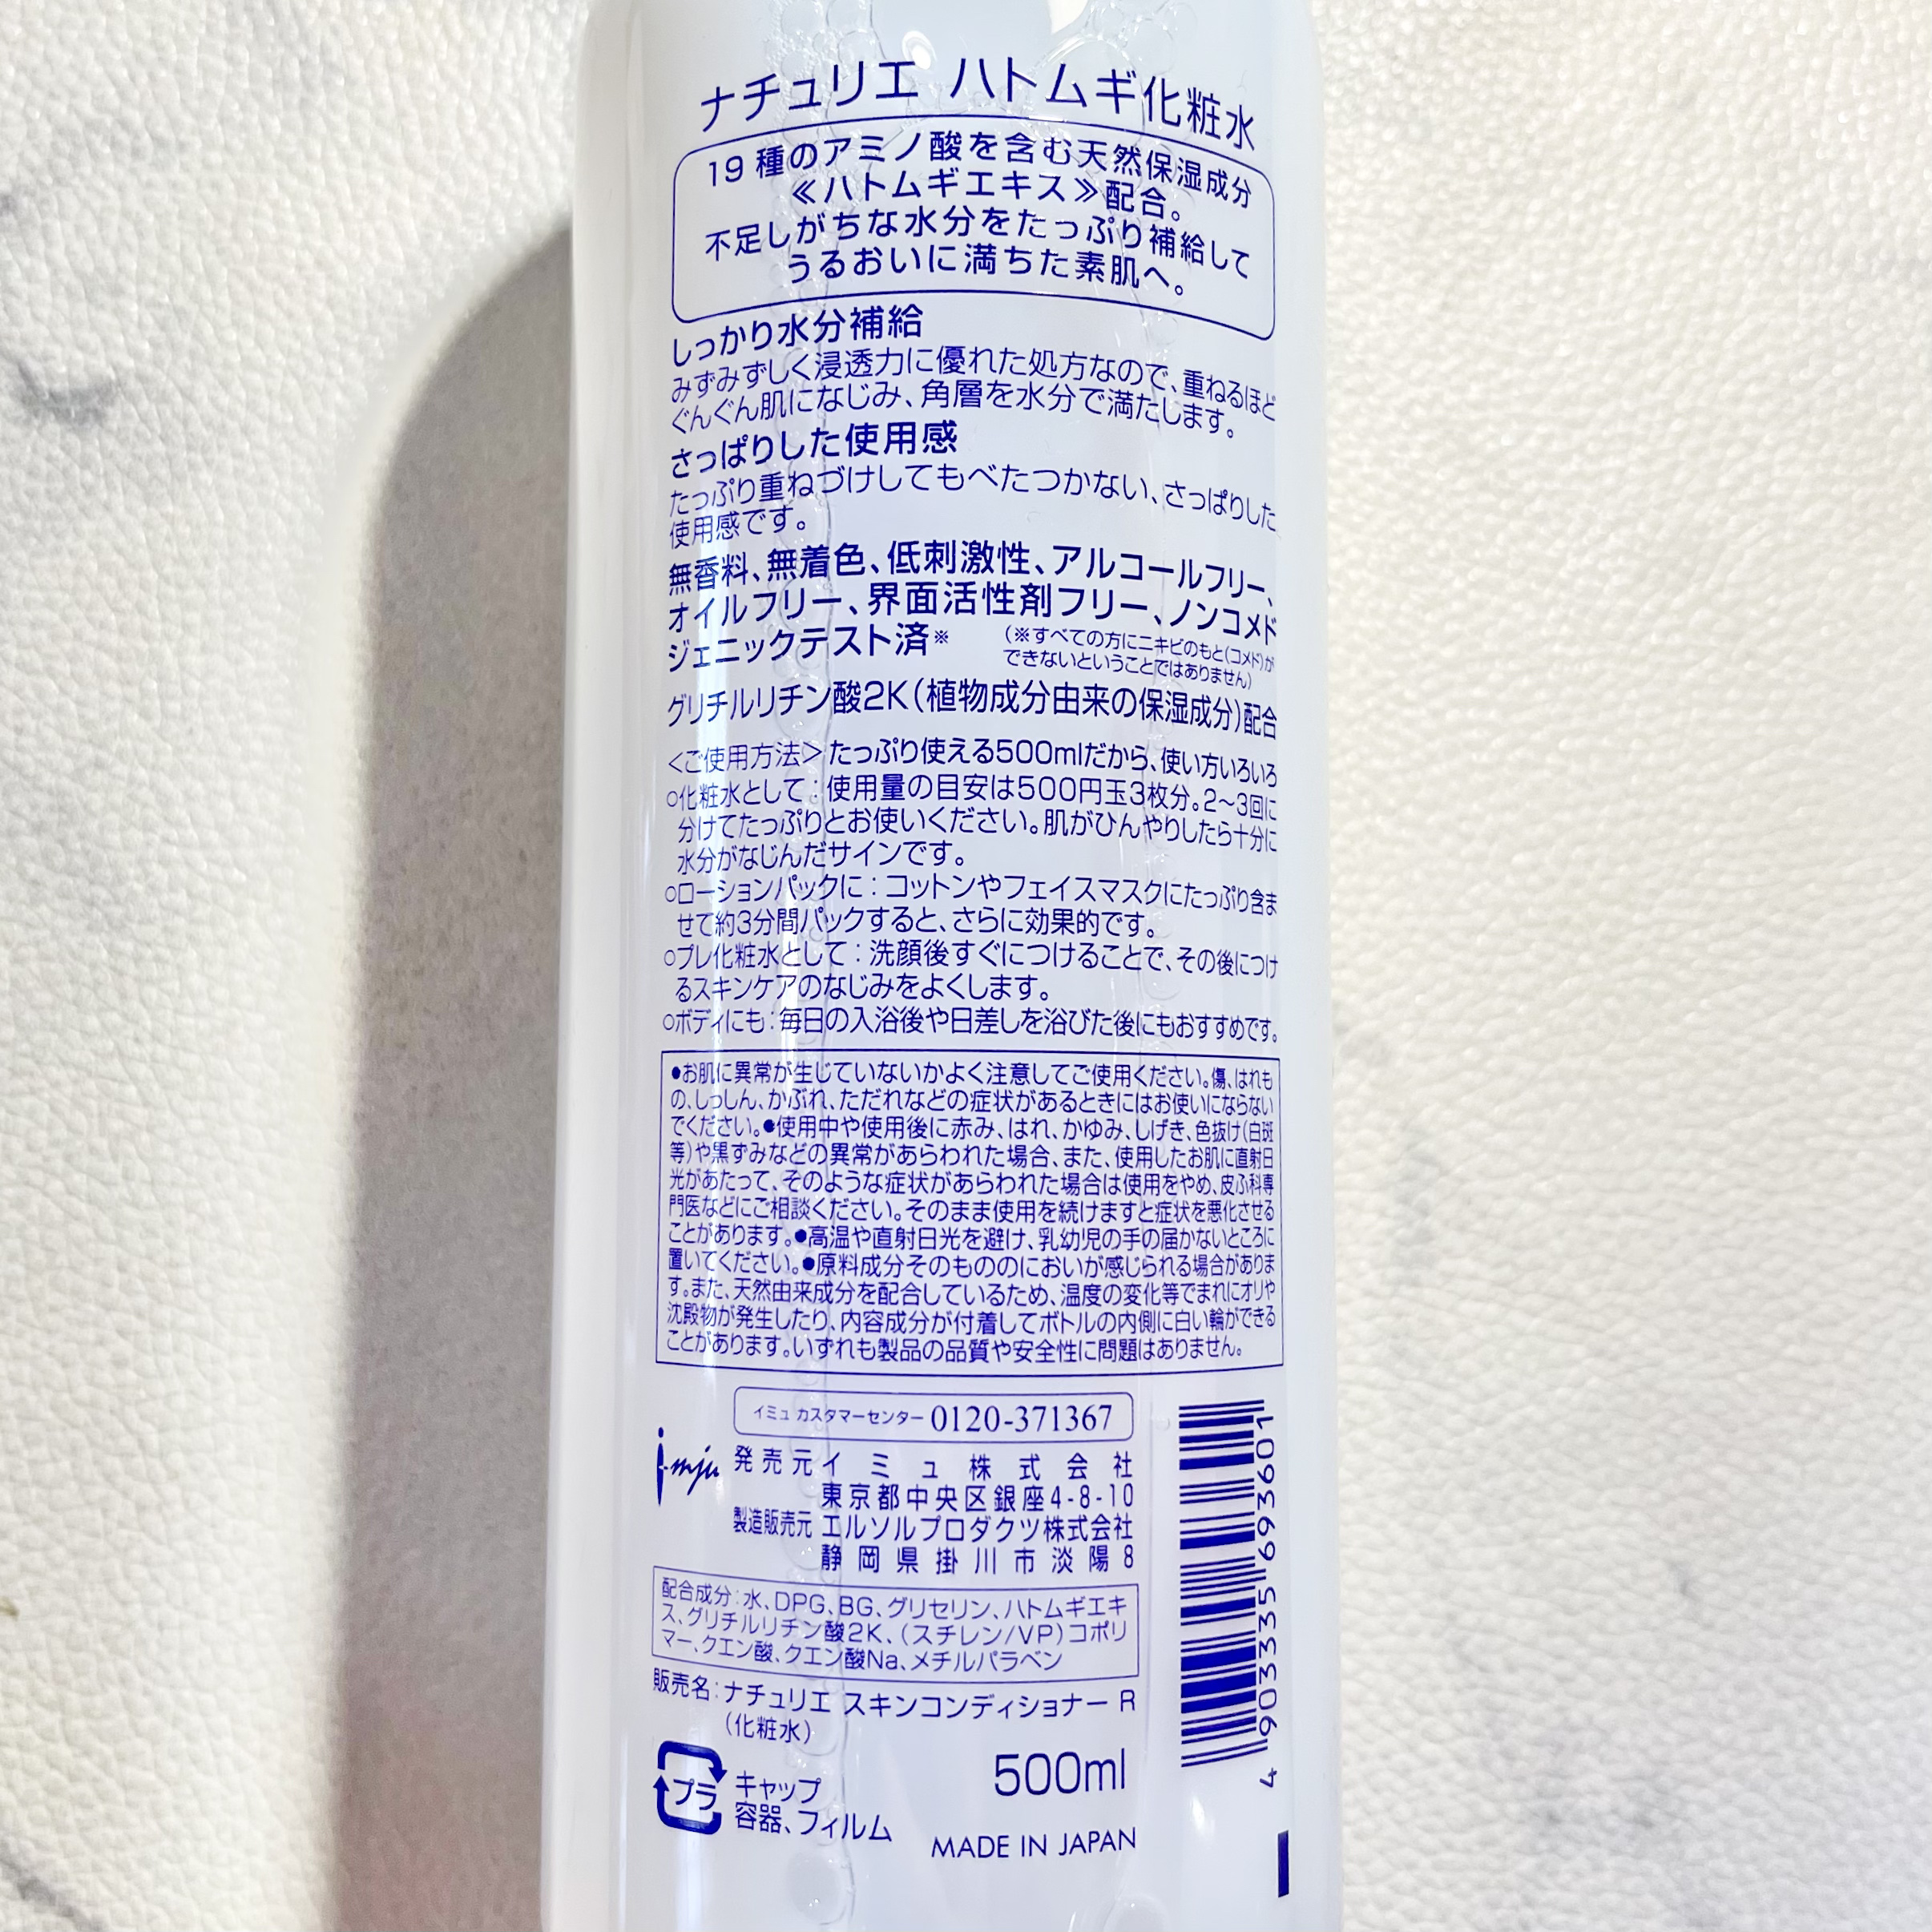 ナチュリエ ハトムギ化粧水
19種のアミノ酸を含む天然保湿成分
≪ハトムギエキス≫配合。
不足しがちな水分をたっぷり補給して
うるおいに満ちた素肌へ。
しっかり水分補給
みずみずしく浸透力に優れた処方なので、重ねるほど
ぐんぐん肌になじみ、角層を水分で満たします。
さっぱりした使用感
たっぷり重ねづけしてもべたつかない、さっぱりした
使用感です。
無香料、無着色、低刺激性、アルコールフリー、
オイルフリー、界面活性剤フリー、ノンコメド
ジェニックテスト済※
(※すべての方にニキビのもと(コメド)が
できないということではありません)
グリチルリチン酸2K(植物成分由来の保湿成分)配合
<ご使用方法>たっぷり使える500mlだから、使い方いろいろ
○化粧水として:使用量の目安は500円玉3枚分。2～3回に
分けてたっぷりとお使いください。肌がひんやりしたら十分に
水分がなじんだサインです。
○ローションパックに:コットンやフェイスマスクにたっぷり含ま
せて約3分間パックすると、さらに効果的です。
○プレ化粧水として:洗顔後すぐにつけることで、その後につけ
るスキンケアのなじみをよくします。
○ボディにも:毎日の入浴後や日差しを浴びた後にもおすすめです。
●お肌に異常が生じていないかよく注意してご使用ください。傷、はれも
の、しっしん、かぶれ、ただれなどの症状があるときにはお使いにならない
でください。●使用中や使用後に赤み、はれ、かゆみ、しげき、色抜け(白斑
等)や黒ずみなどの異常があらわれた場合、また、使用したお肌に直射日
光があたって、そのような症状があらわれた場合は使用をやめ、皮ふ科専
門医などにご相談ください。そのまま使用を続けますと症状を悪化させる
ことがあります。●高温や直射日光を避け、乳幼児の手の届かないところに
置いてください。●原料成分そのもののにおいが感じられる場合がありま
す。また、天然由来成分を配合しているため、温度の変化等でまれにオリや
沈殿物が発生したり、内容成分が付着してボトルの内側に白い輪ができる
ことがあります。いずれも製品の品質や安全性に問題はありません。
イミュ カスタマーセンター 0120-371367
i-mju
発売元 イミュ株式会社
東京都中央区銀座4-8-10
製造販売元 エルソルプロダクツ株式会社
静岡県掛川市淡陽8
配合成分:水、DPG、BG、グリセリン、ハトムギエキ
ス、グリチルリチン酸2K、(スチレン/VP)コポリ
マー、クエン酸、クエン酸Na、メチルパラベン
販売名:ナチュリエ スキンコンディショナー R
(化粧水)
プラ
キャップ
容器、フィルム
500ml
MADE IN JAPAN
4 903335 693601